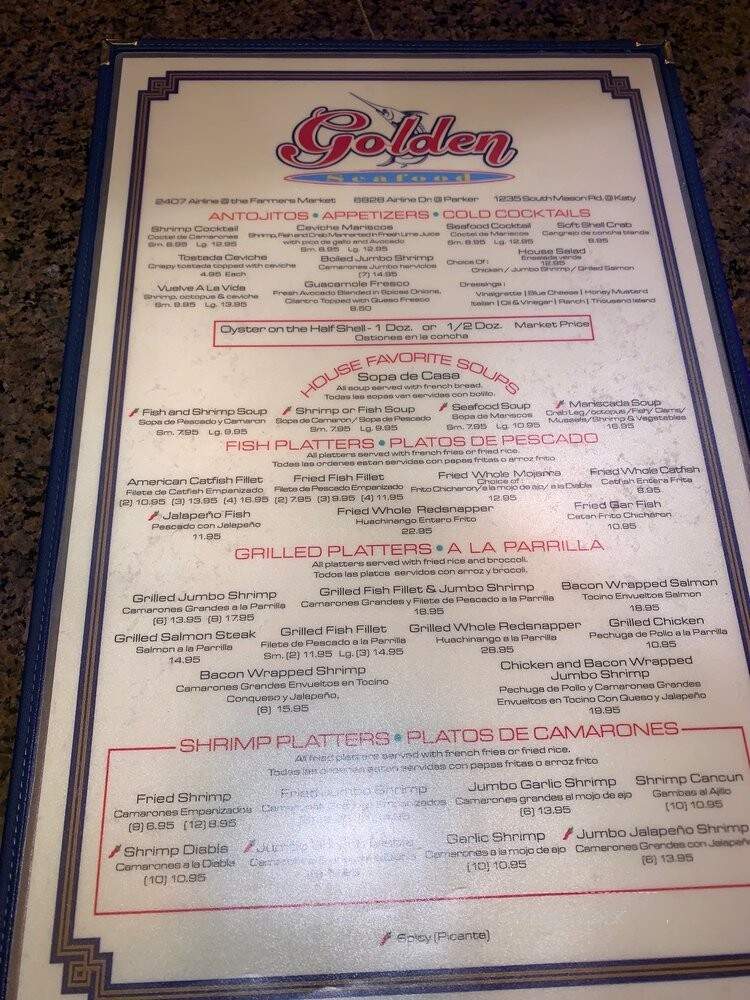 Golden
Seafood
2407 Airline @ the Farmers Market 6828 Airline Dr @ Parker 1235 South Mason Rd. @ Katy
ANTOJITOS • APPETIZERS • COLD COCKTAILS
Shrimp Cocktail
Coctel de Camarones
Sm. 8.95 Lg. 12.95
Ceviche Mariscos
Shrimp, Fish and Crab Marinated in Fresh Lime Juice
with pico de gallo and Avocado
Sm. 8.95 Lg. 12.95
Seafood Cocktail
Coctel de Mariscos
Sm. 8.95 Lg. 12.95
Soft Shell Crab
Cangrejo de concha blanda
8.95
Tostada Ceviche
Crispy tostada topped with ceviche
4.95 Each
Boiled Jumbo Shrimp
Camarones Jumbo hervidos
(7) 14.95
House Salad
Ensalada verde
12.95
Choice Of:
Chicken / Jumbo Shrimp / Grilled Salmon
Vuelve A La Vida
Shrimp, octopus & ceviche
Sm. 9.95 Lg. 13.95
Guacamole Fresco
Fresh Avocado Blended in Spices Onions,
Cilantro Topped with Queso Fresco
8.50
Dressings:
Vinaigrette | Blue Cheese | Honey Mustard
Italian | Oil & Vinegar | Ranch | Thousand Island
Oyster on the Half Shell - 1 Doz. or 1/2 Doz. Market Price
Ostiones en la concha
HOUSE FAVORITE SOUPS
Sopa de Casa
All soup served with french bread.
Todas las sopas van servidas con bolillo.
Fish and Shrimp Soup
Sopa de Pescado y Camaron
Sm. 7.95 Lg. 9.95
Shrimp or Fish Soup
Sopa de Camaron / Sopa de Pescado
Sm. 7.95 Lg. 9.95
Seafood Soup
Sopa de Mariscos
Sm. 7.95 Lg. 10.95
Mariscada Soup
Crab Leg/octopus/Fish/ Clams/
Mussels/Shrimp & Vegetables
16.95
FISH PLATTERS • PLATOS DE PESCADO
All platters served with french fries or fried rice.
Todas las ordenes estan servidas con papas fritas o arroz frito
American Catfish Fillet
Filete de Catfish Empanizado
(2) 10.95 (3) 13.95 (4) 16.95
Fried Fish Fillet
Filete de Pescado Empanizado
(2) 7.95 (3) 9.95 (4) 11.95
Fried Whole Mojarra
Choice of:
Frito Chicharon/ a la mojo de ajo/ a la Diabla
12.95
Fried Whole Catfish
Catfish Entera Frita
8.95
Jalapeño Fish
Pescado con Jalapeño
11.95
Fried Whole Redsnapper
Huachinango Entero Frito
22.95
Fried Gar Fish
Catan Frito Chicharon
10.95
GRILLED PLATTERS • A LA PARRILLA
All platters served with fried rice and broccoli.
Todos las platos servidos con arroz y brocoli.
Grilled Jumbo Shrimp
Camarones Grandes a la Parrilla
(6) 13.95 (8) 17.95
Grilled Fish Fillet & Jumbo Shrimp
Camarones Grandes y Filete de Pescado a la Parrilla
18.95
Bacon Wrapped Salmon
Tocino Envueltos Salmon
18.95
Grilled Salmon Steak
Salmon a la Parrilla
14.95
Grilled Fish Fillet
Filete de Pescado a la Parrilla
Sm. (2) 11.95 Lg. (3) 14.95
Grilled Whole Redsnapper
Huachinango a la Parrilla
28.95
Grilled Chicken
Pechuga de Pollo a la Parrilla
10.95
Bacon Wrapped Shrimp
Camarones Grandes Envueltos en Tocino
Conqueso y Jalapeño.
(6) 15.95
Chicken and Bacon Wrapped
Jumbo Shrimp
Pechuga de Pollo y Camarones Grandes
Envueltos en Tocino Con Queso y Jalapeño
19.95
SHRIMP PLATTERS • PLATOS DE CAMARONES
All fried platters served with french fries or fried rice.
Todas las ordenes estan servidas con papas fritas o arroz frito
Fried Shrimp
Camarones Empanizados
(9) 6.95 (12) 8.95
Fried Jumbo Shrimp
Empanizados
Jumbo Garlic Shrimp
Camarones grandes al mojo de ajo
(6) 13.95
Shrimp Cancun
Gambas al Ajillo
(10) 10.95
Shrimp Diabla
Camarones a la Diabla
(10) 10.95
Garlic Shrimp
Camarones a la mojo de ajo
(10) 10.95
Jumbo Jalapeño Shrimp
Camarones Grandes con Jalapeño
(6) 13.95
Spicy (Picante)